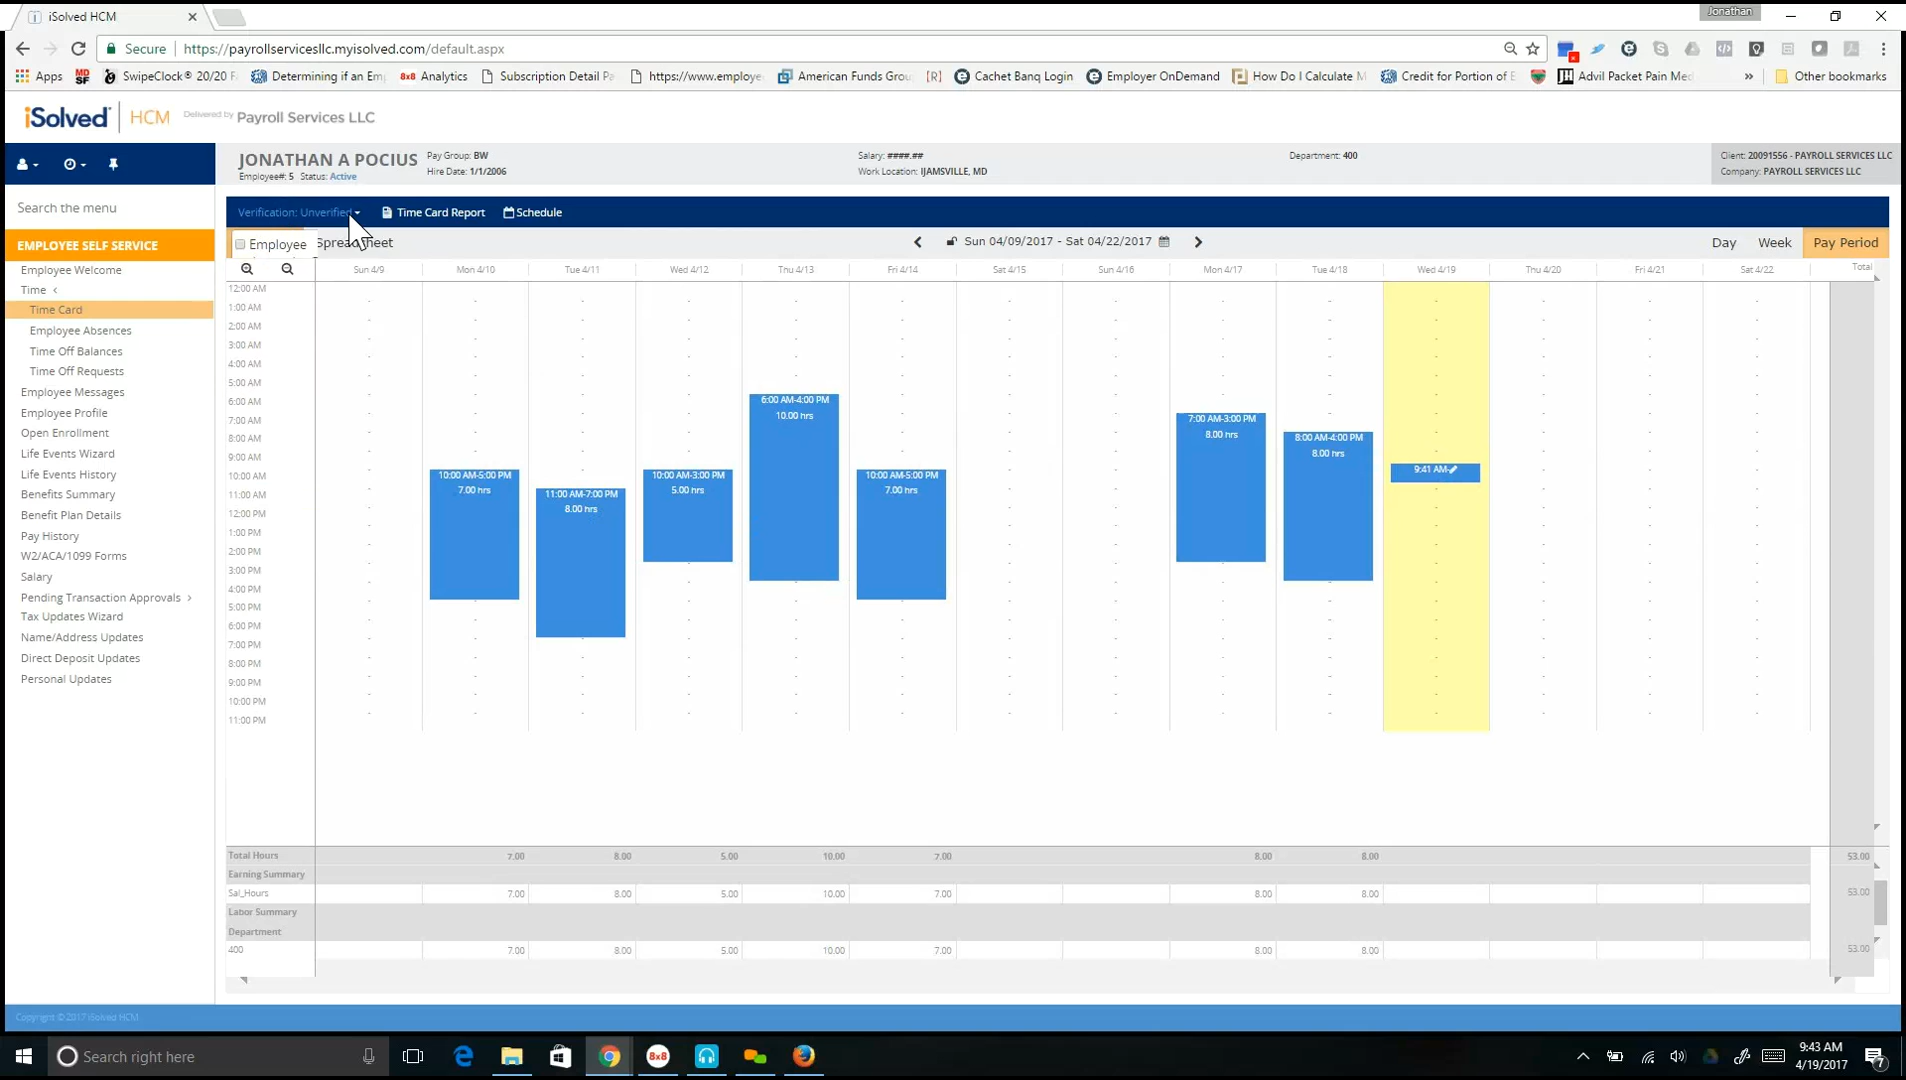 iSolved HCM
Jonathan
Secure https://payrollservicesllc.myisolved.com/default.aspx
Apps SwipeClock® 20/20 F Determining if an Em 8x8 Analytics Subscription Detail Pa https://www.employe American Funds Grou [R] Cachet Banq Login Employer OnDemand How Do I Calculate M Credit for Portion of E Advil Packet Pain Med » Other bookmarks
iSolved HCM Delivered by Payroll Services LLC
JONATHAN A POCIUS
Employee#: 5 Status: Active
Pay Group: BW
Hire Date: 1/1/2006
Salary: ####.##
Work Location: IJAMSVILLE, MD
Department: 400
Client: 20091556 - PAYROLL SERVICES LLC
Company: PAYROLL SERVICES LLC
Search the menu
EMPLOYEE SELF SERVICE
Employee Welcome
Time <
Time Card
Employee Absences
Time Off Balances
Time Off Requests
Employee Messages
Employee Profile
Open Enrollment
Life Events Wizard
Life Events History
Benefits Summary
Benefit Plan Details
Pay History
W2/ACA/1099 Forms
Salary
Pending Transaction Approvals >
Tax Updates Wizard
Name/Address Updates
Direct Deposit Updates
Personal Updates
Verification: Unverified Time Card Report Schedule
Employee Spreadsheet Sun 04/09/2017 - Sat 04/22/2017 Day Week Pay Period
Sun 4/9 Mon 4/10 Tue 4/11 Wed 4/12 Thu 4/13 Fri 4/14 Sat 4/15 Sun 4/16 Mon 4/17 Tue 4/18 Wed 4/19 Thu 4/20 Fri 4/21 Sat 4/22 Total
12:00 AM
1:00 AM
2:00 AM
3:00 AM
4:00 AM
5:00 AM
6:00 AM
7:00 AM
8:00 AM
9:00 AM
10:00 AM
11:00 AM
12:00 PM
1:00 PM
2:00 PM
3:00 PM
4:00 PM
5:00 PM
6:00 PM
7:00 PM
8:00 PM
9:00 PM
10:00 PM
11:00 PM
10:00 AM-5:00 PM
7.00 hrs
11:00 AM-7:00 PM
8.00 hrs
10:00 AM-3:00 PM
5.00 hrs
6:00 AM-4:00 PM
10.00 hrs
10:00 AM-5:00 PM
7.00 hrs
7:00 AM-3:00 PM
8.00 hrs
8:00 AM-4:00 PM
8.00 hrs
9:41 AM-
Total Hours 7.00 8.00 5.00 10.00 7.00 8.00 8.00 53.00
Earning Summary
Sal_Hours 7.00 8.00 5.00 10.00 7.00 8.00 8.00 53.00
Labor Summary
Department
400 7.00 8.00 5.00 10.00 7.00 8.00 8.00 53.00
Copyright © 2017 iSolved HCM
Search right here 8x8
9:43 AM
4/19/2017
7